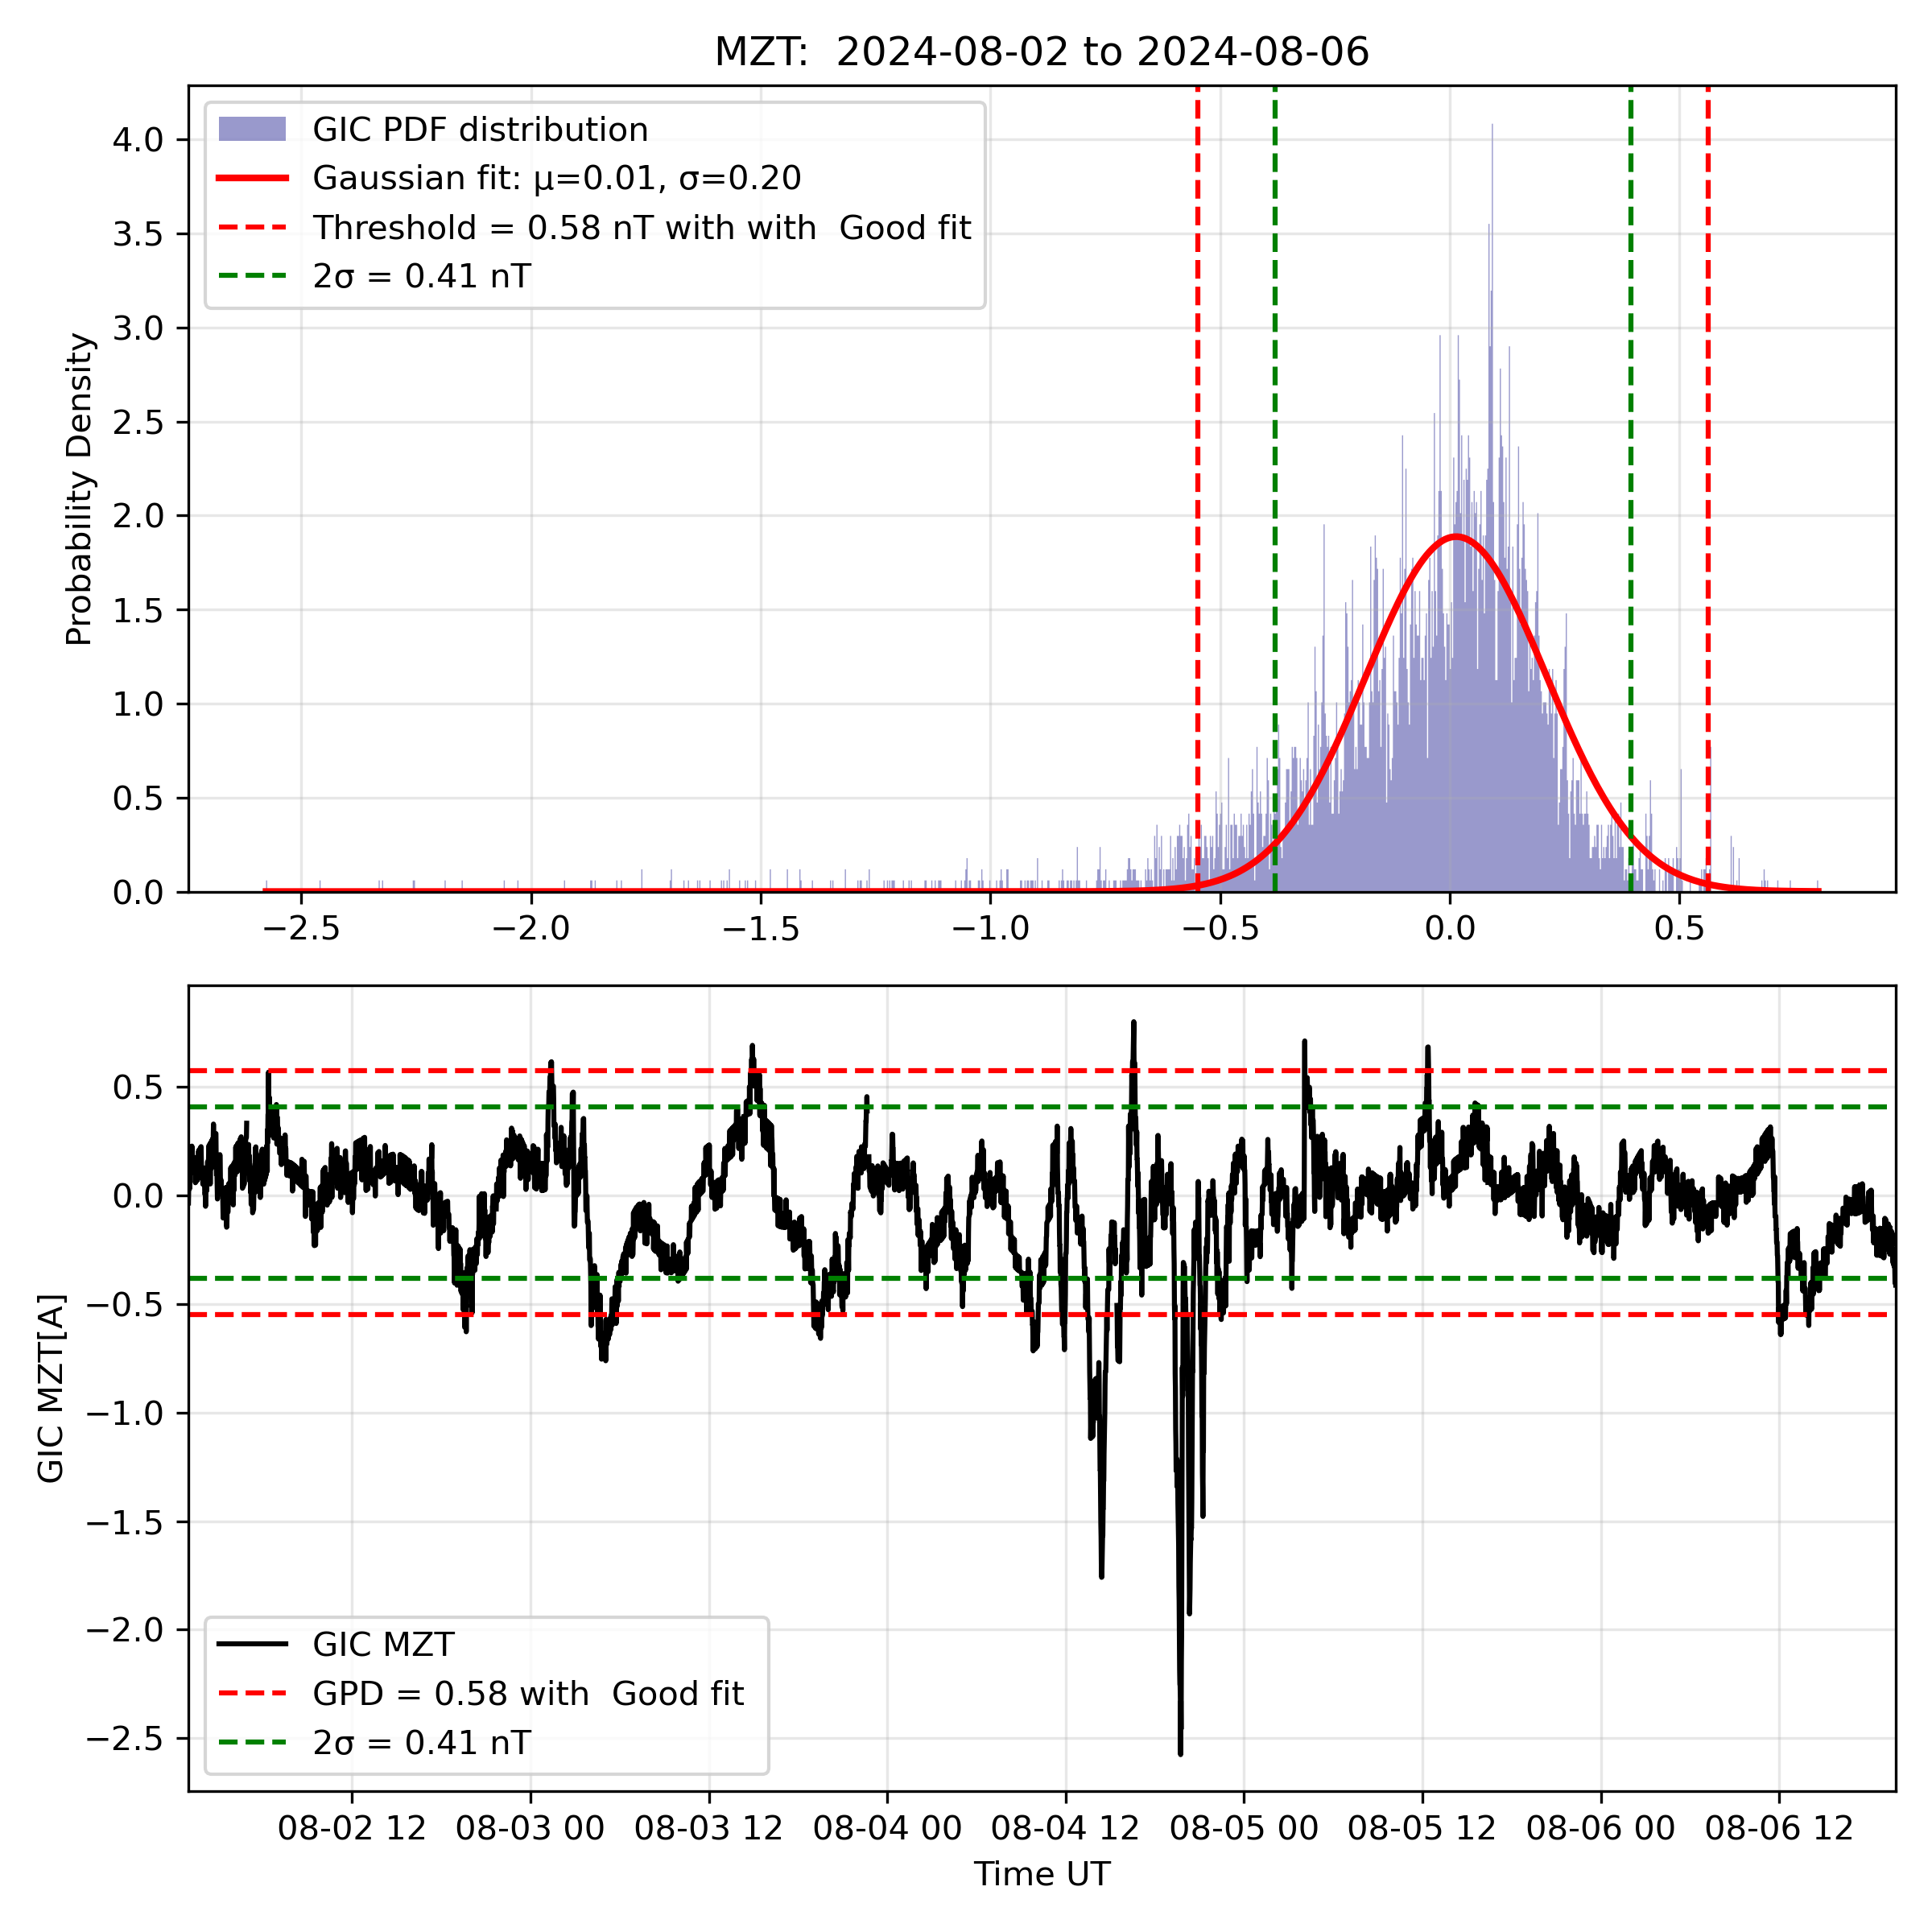 MZT:  2024-08-02 to 2024-08-06
GIC PDF distribution
Gaussian fit: μ=0.01, σ=0.20
Threshold = 0.58 nT with with  Good fit
2σ = 0.41 nT
Probability Density
4.0
3.5
3.0
2.5
2.0
1.5
1.0
0.5
0.0
−2.5 −2.0 −1.5 −1.0 −0.5 0.0 0.5
GIC MZT[A]
0.5
0.0
−0.5
−1.0
−1.5
−2.0
−2.5
GIC MZT
GPD = 0.58 with  Good fit
2σ = 0.41 nT
08-02 12 08-03 00 08-03 12 08-04 00 08-04 12 08-05 00 08-05 12 08-06 00 08-06 12
Time UT